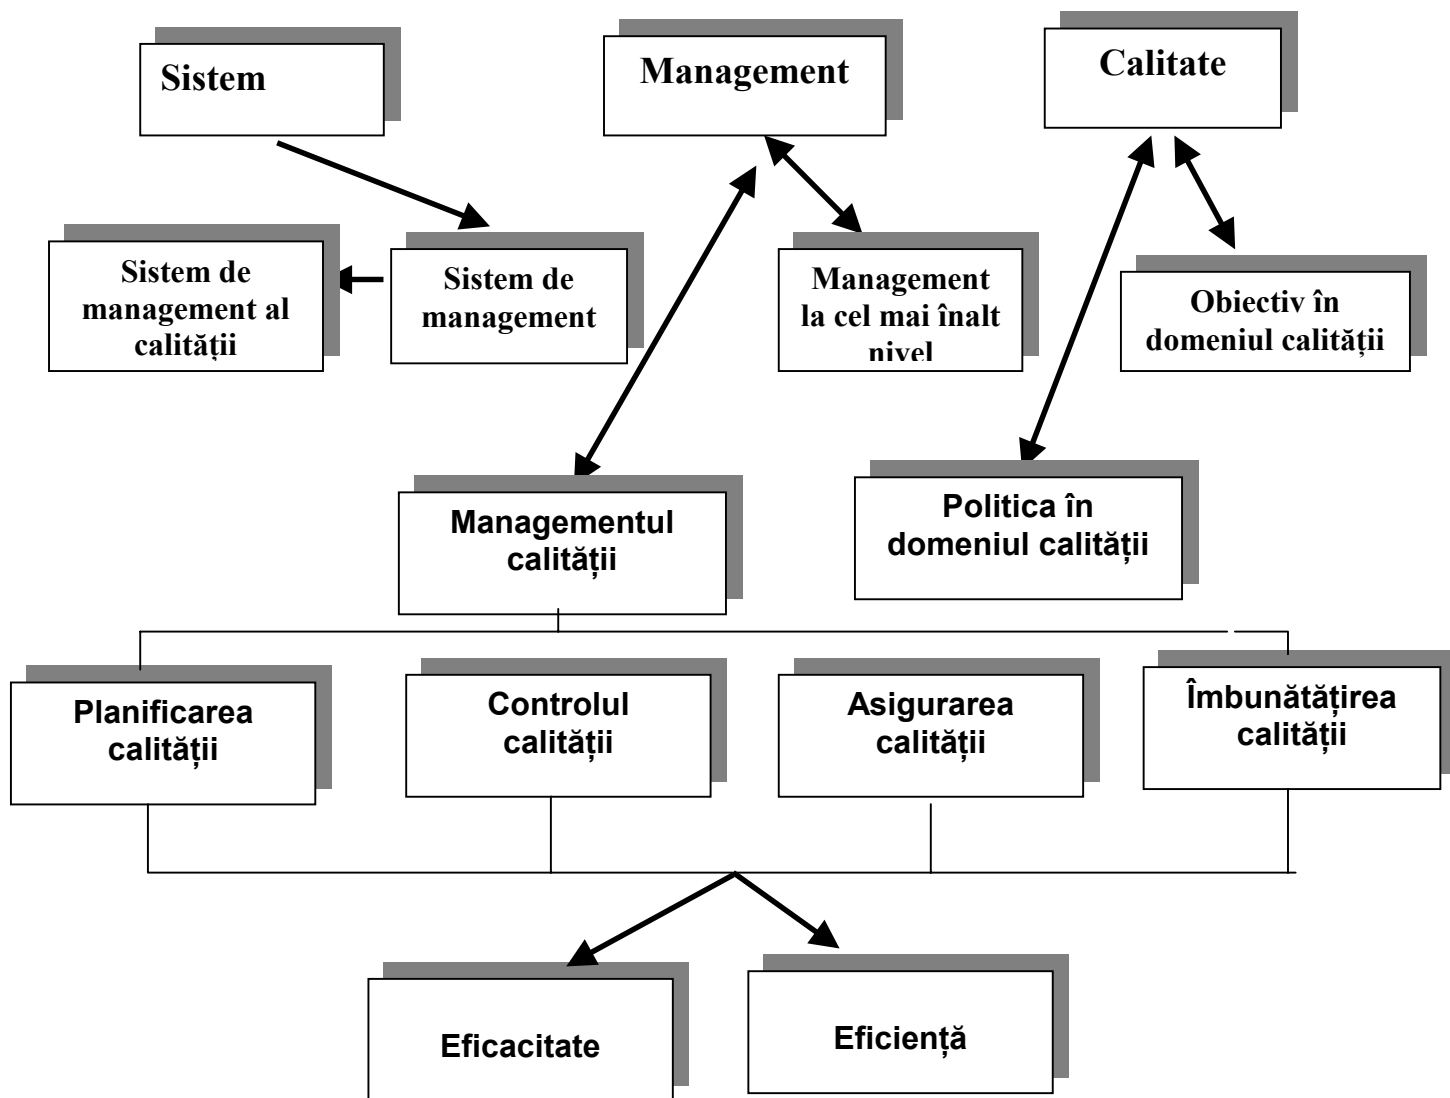 Sistem
Management
Calitate
Sistem de
management al
calității
Sistem de
management
Management
la cel mai înalt
nivel
Obiectiv în
domeniul calității
Managementul
calității
Politica în
domeniul calității
Planificarea
calității
Controlul
calității
Asigurarea
calității
Îmbunătățirea
calității
Eficacitate
Eficiență